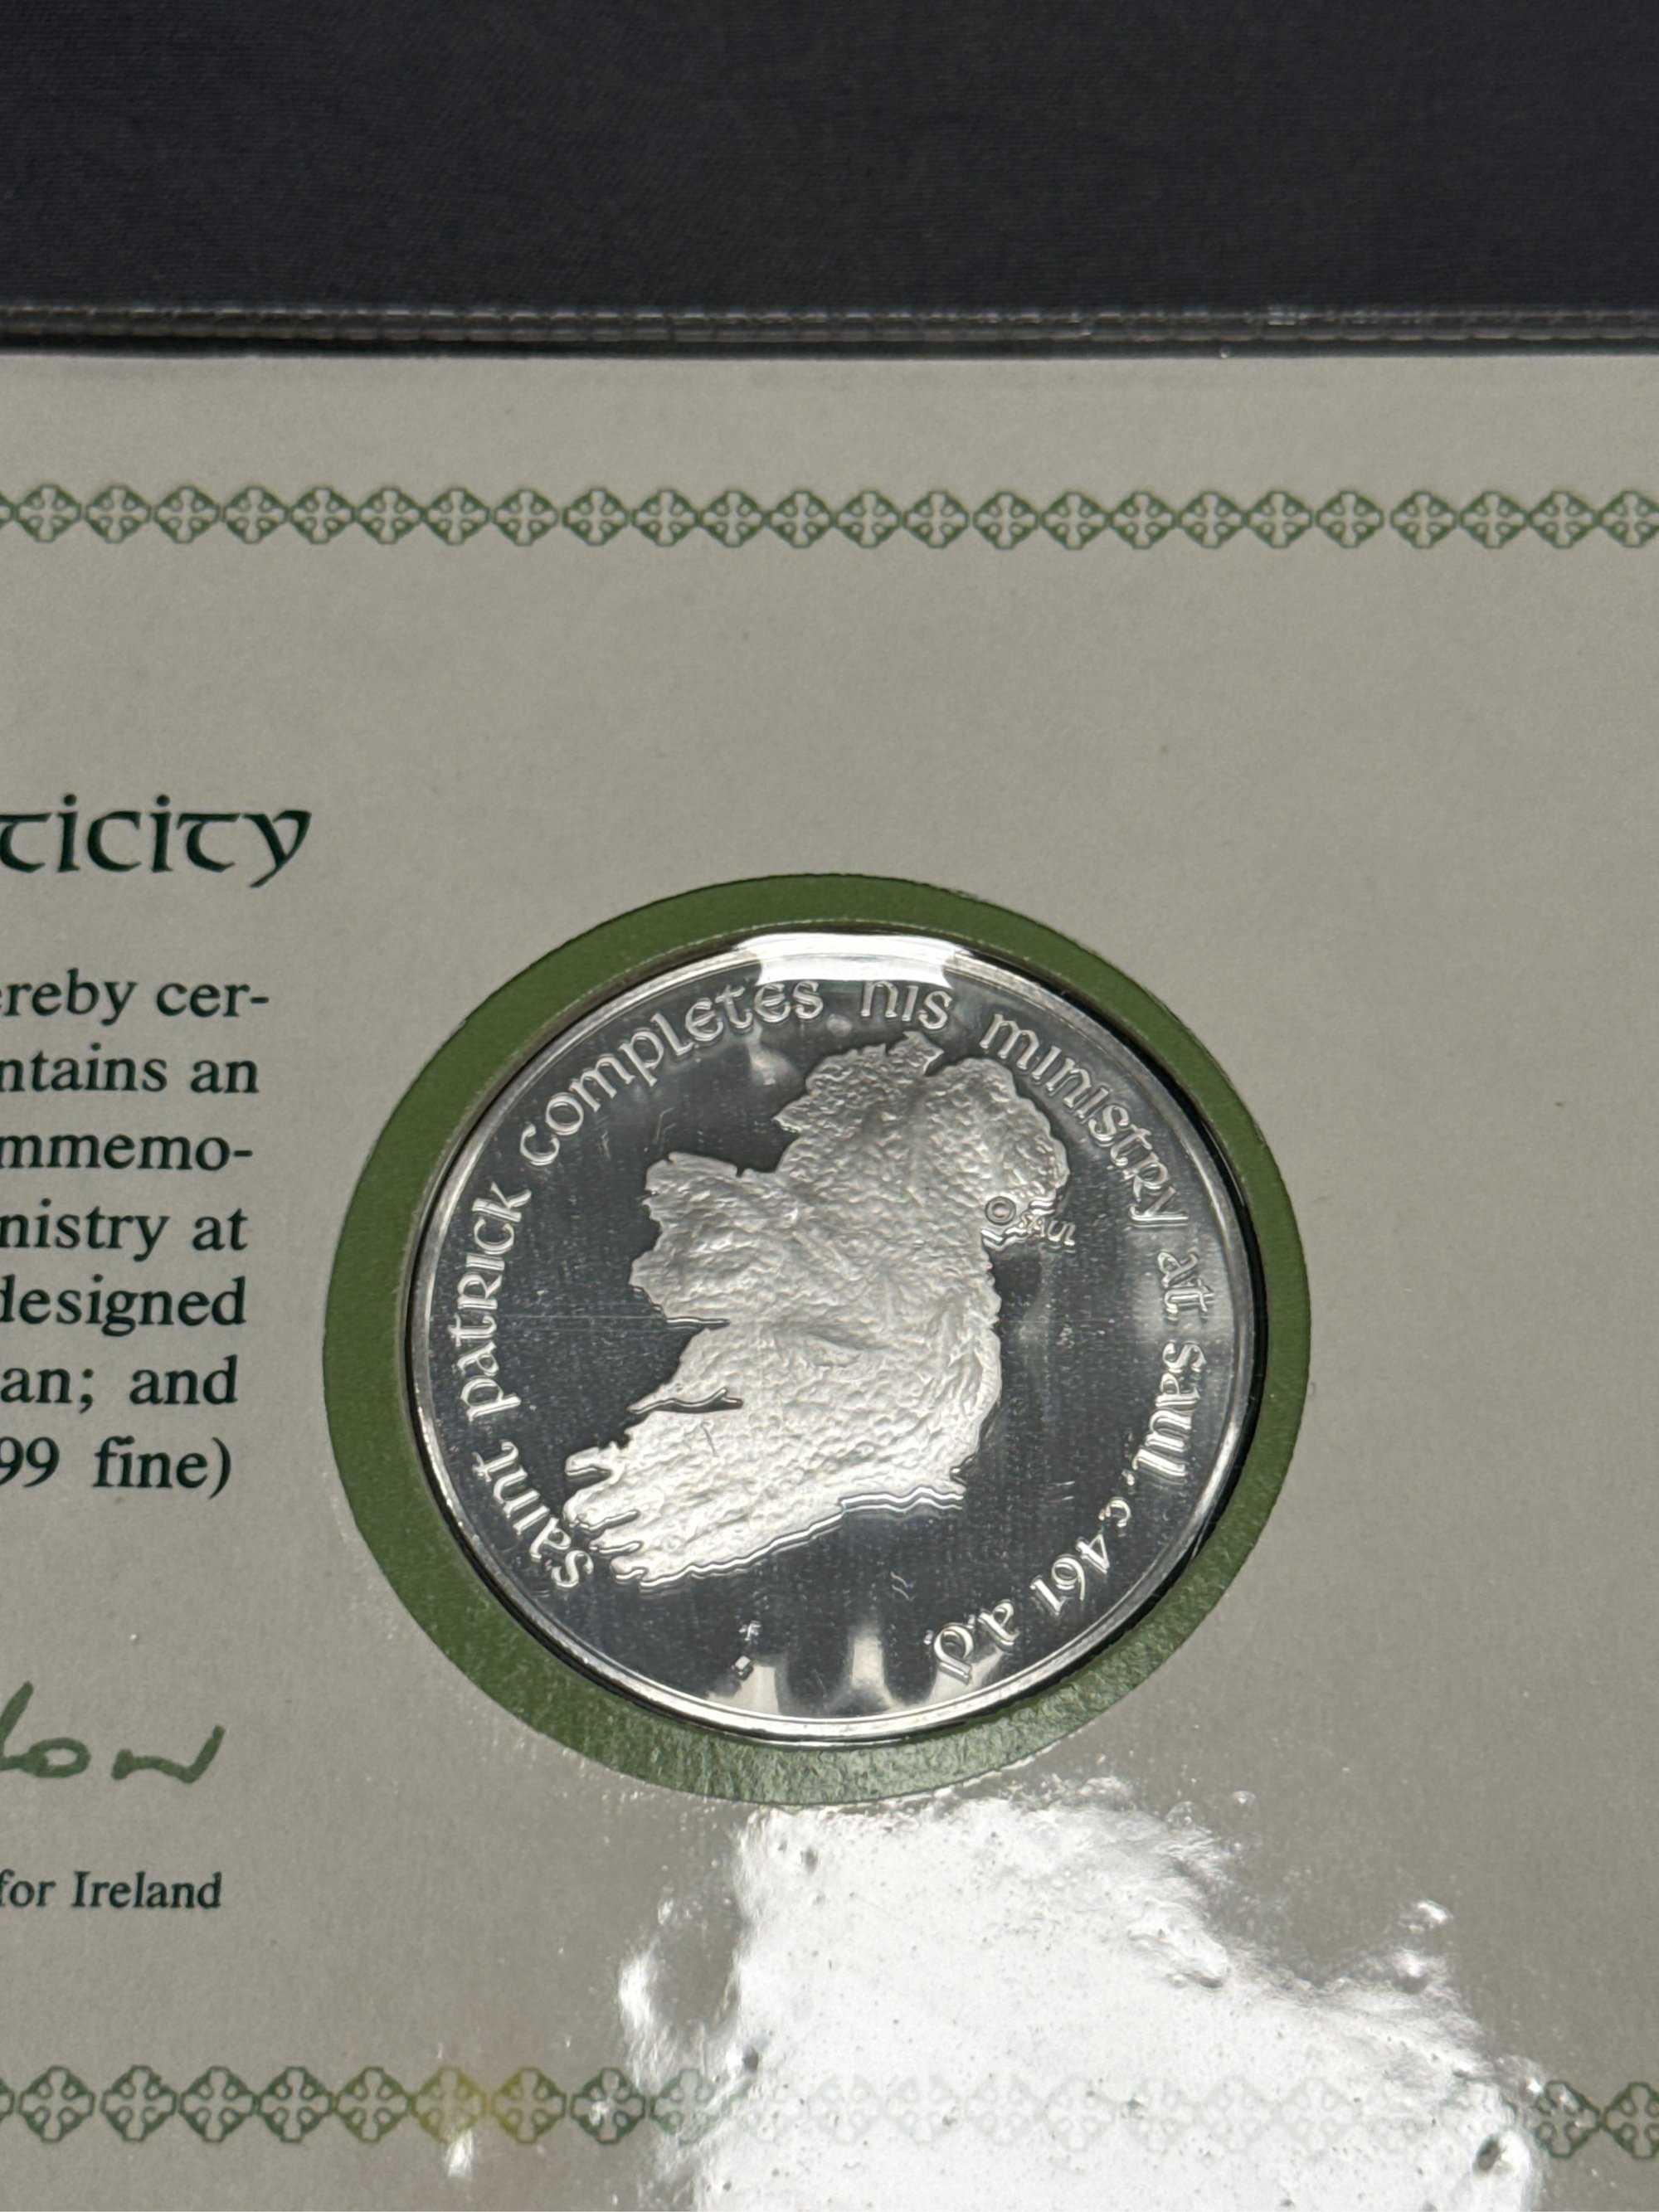 ticity
ereby cer-
ntains an
ommemo-
nistry at
designed
an; and
99 fine)
for Ireland
saint patrick completes his ministry at saul, c.461 a.d.